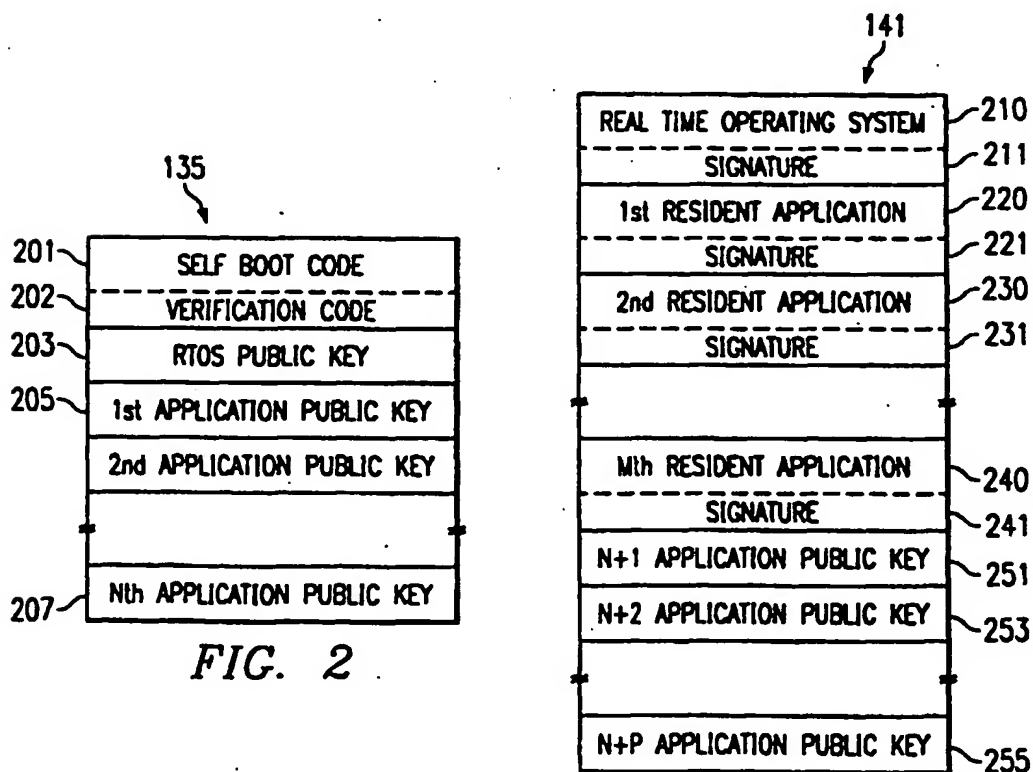 135
201
SELF BOOT CODE
202
VERIFICATION CODE
203
RTOS PUBLIC KEY
205
1st APPLICATION PUBLIC KEY
2nd APPLICATION PUBLIC KEY
207
Nth APPLICATION PUBLIC KEY
FIG. 2
141
REAL TIME OPERATING SYSTEM
210
SIGNATURE
211
1st RESIDENT APPLICATION
220
SIGNATURE
221
2nd RESIDENT APPLICATION
230
SIGNATURE
231
Mth RESIDENT APPLICATION
240
SIGNATURE
241
N+1 APPLICATION PUBLIC KEY
251
N+2 APPLICATION PUBLIC KEY
253
N+P APPLICATION PUBLIC KEY
255